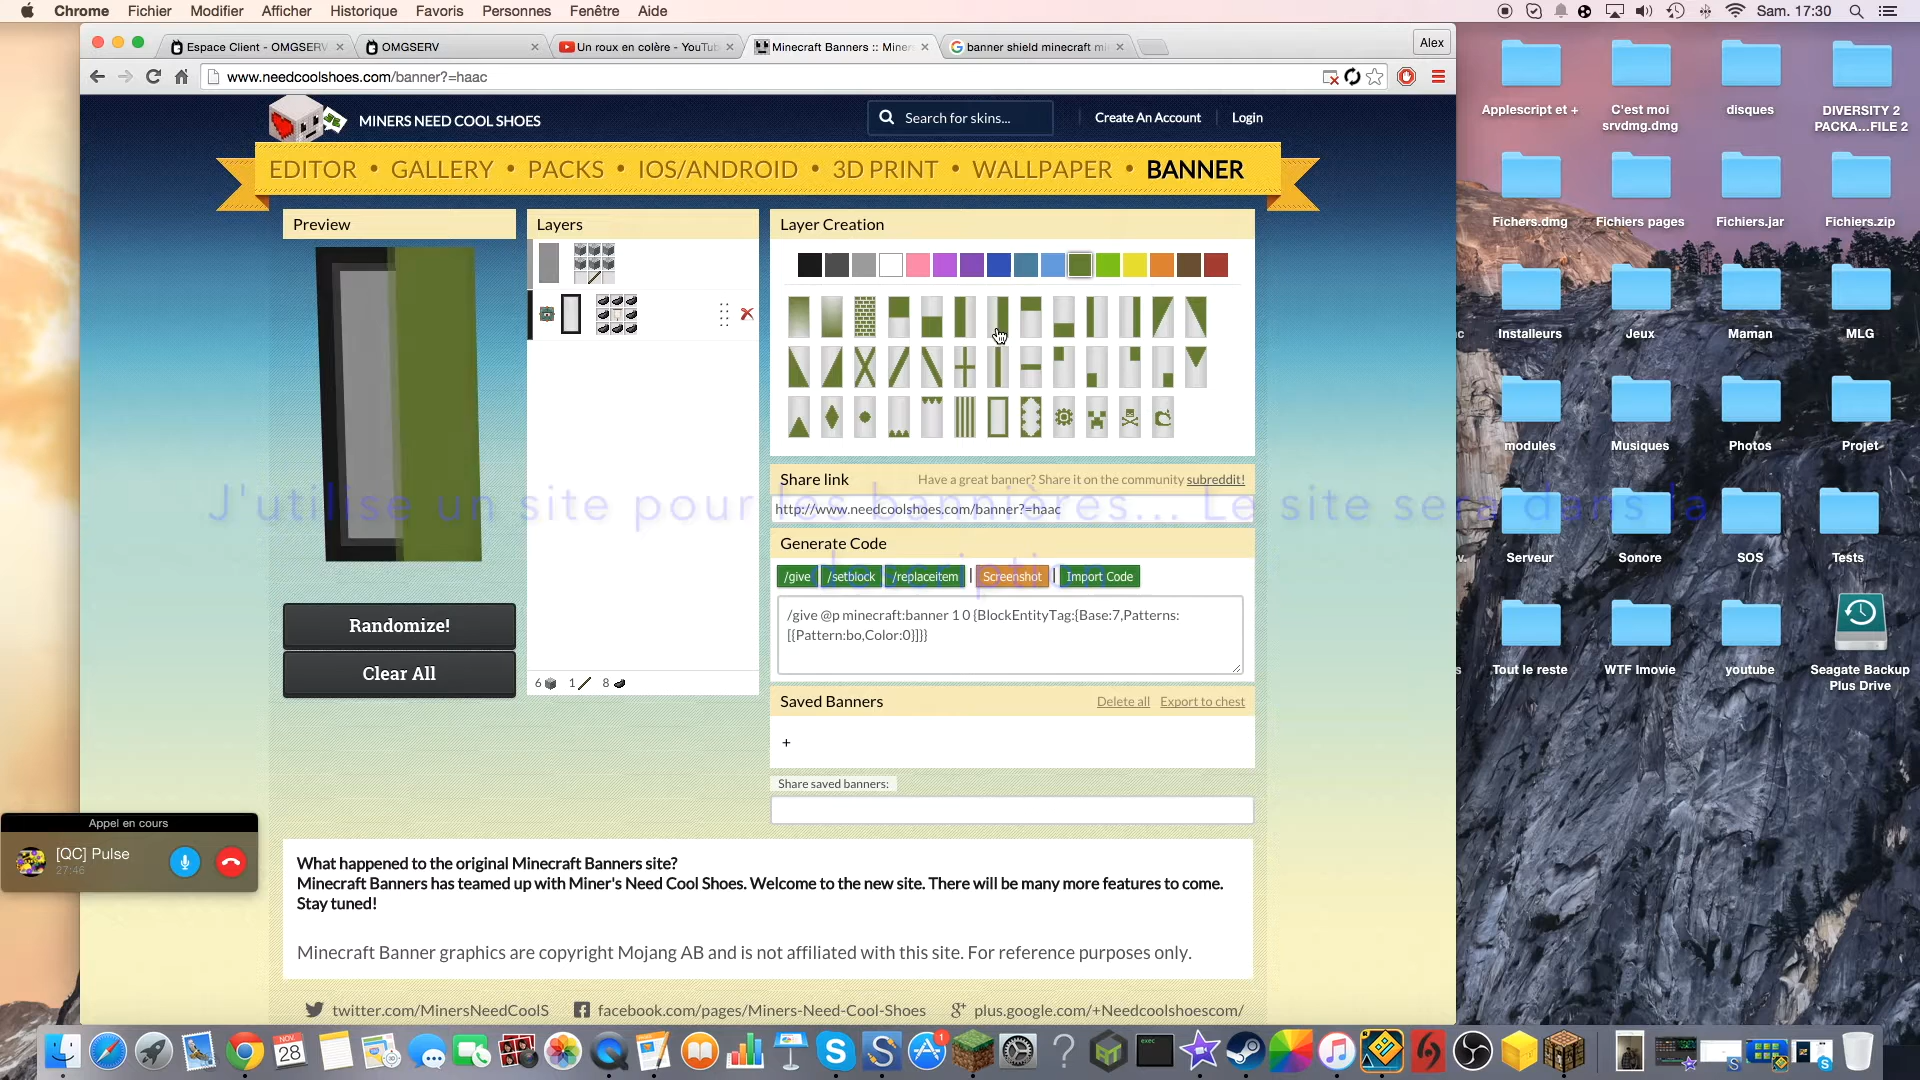 Chrome Fichier Modifier Afficher Historique Favoris Personnes Fenêtre Aide Sam. 17:30
Espace Client - OMGSERV
OMGSERV
Un roux en colère - YouTu
Minecraft Banners :: Miner
banner shield minecraft mi
Alex
www.needcoolshoes.com/banner?=haac
MINERS NEED COOL SHOES
Search for skins...
Create An Account
Login
EDITOR • GALLERY • PACKS • IOS/ANDROID • 3D PRINT • WALLPAPER • BANNER
Preview
Layers
Layer Creation
Share link
Have a great banner? Share it on the community subreddit!
http://www.needcoolshoes.com/banner?=haac
J'utilise un site pour les bannières... Le site sera dans la
description
Generate Code
/give /setblock /replaceitem | Screenshot | Import Code
/give @p minecraft:banner 1 0 {BlockEntityTag:{Base:7,Patterns:
[{Pattern:bo,Color:0}]}}
Randomize!
Clear All
6 1 8
Saved Banners
Delete all Export to chest
+
Share saved banners:
What happened to the original Minecraft Banners site?
Minecraft Banners has teamed up with Miner's Need Cool Shoes. Welcome to the new site. There will be many more features to come.
Stay tuned!
Minecraft Banner graphics are copyright Mojang AB and is not affiliated with this site. For reference purposes only.
twitter.com/MinersNeedCoolS
facebook.com/pages/Miners-Need-Cool-Shoes
plus.google.com/+Needcoolshoescom/
Appel en cours
[QC] Pulse
27:46
Applescript et +
C'est moi
srvdmg.dmg
disques
DIVERSITY 2
PACKA...FILE 2
Fichers.dmg
Fichiers pages
Fichiers.jar
Fichiers.zip
Installeurs
Jeux
Maman
MLG
modules
Musiques
Photos
Projet
Serveur
Sonore
SOS
Tests
Tout le reste
WTF Imovie
youtube
Seagate Backup
Plus Drive
NOV.
28
exec
1